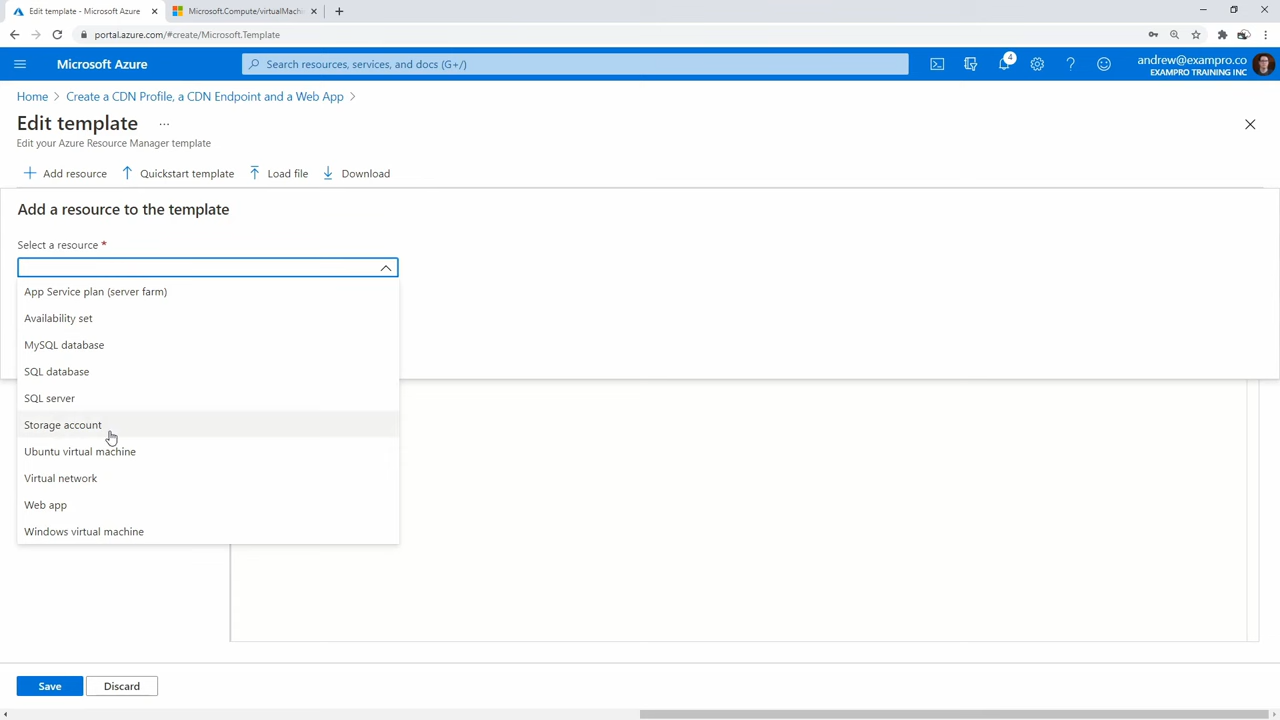 Edit template - Microsoft Azure
Microsoft.Compute/virtualMachi
portal.azure.com/#create/Microsoft.Template
Microsoft Azure
Search resources, services, and docs (G+/)
4
andrew@exampro.co
EXAMPRO TRAINING INC
Home > Create a CDN Profile, a CDN Endpoint and a Web App >
Edit template ...
Edit your Azure Resource Manager template
Add resource Quickstart template Load file Download
Add a resource to the template
Select a resource *
App Service plan (server farm)
Availability set
MySQL database
SQL database
SQL server
Storage account
Ubuntu virtual machine
Virtual network
Web app
Windows virtual machine
Save Discard